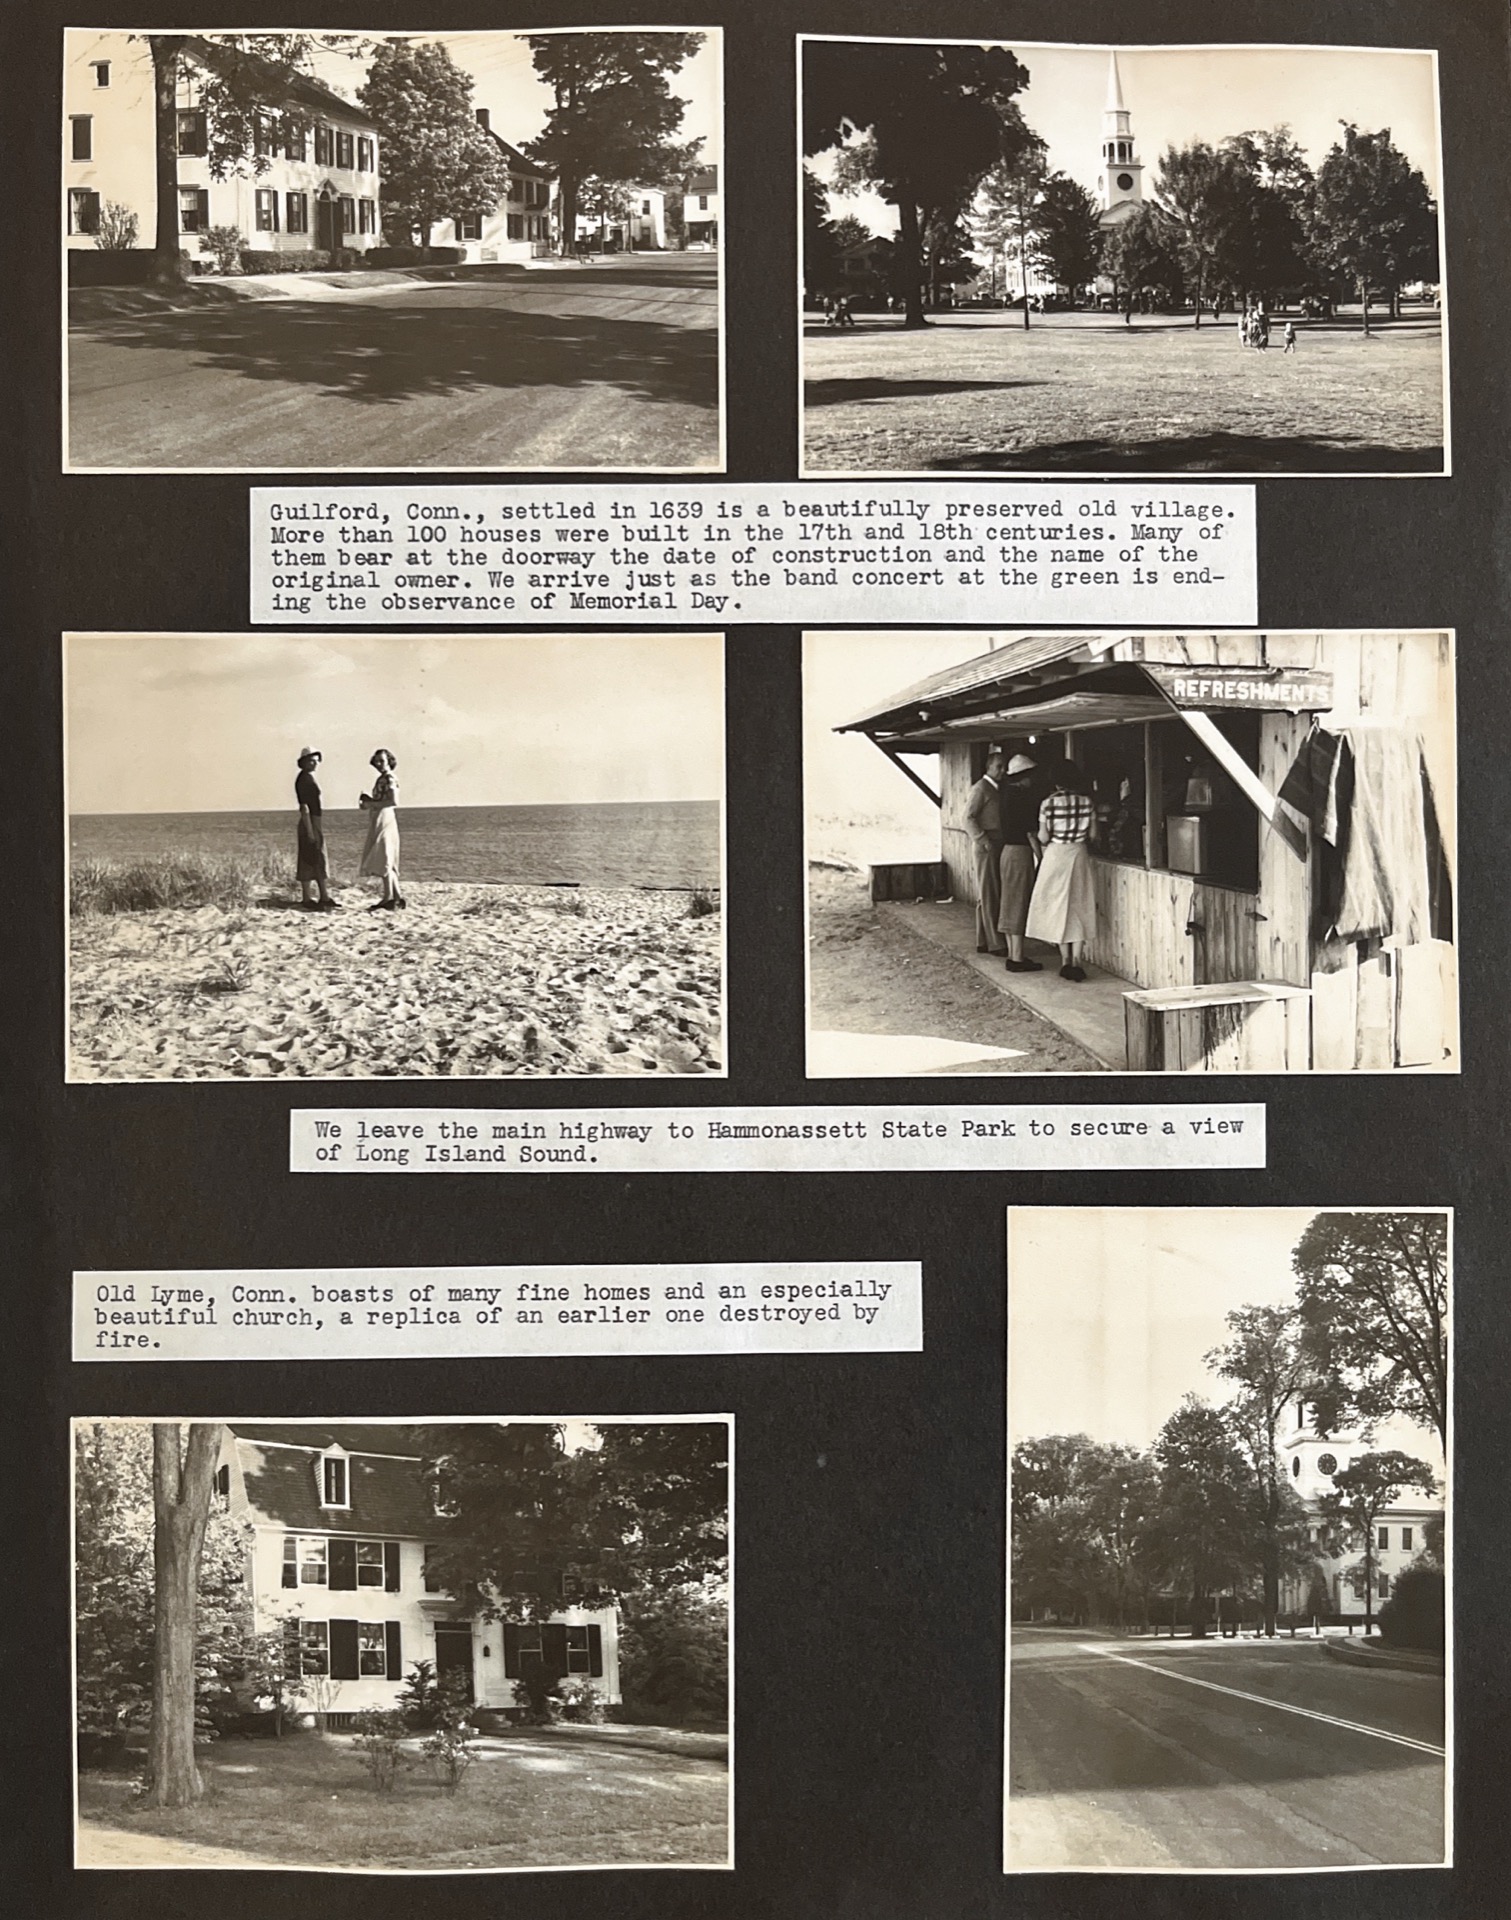 Guilford, Conn., settled in 1639 is a beautifully preserved old village.
More than 100 houses were built in the 17th and 18th centuries. Many of
them bear at the doorway the date of construction and the name of the
original owner. We arrive just as the band concert at the green is end-
ing the observance of Memorial Day.
REFRESHMENTS
We leave the main highway to Hammonassett State Park to secure a view
of Long Island Sound.
Old Lyme, Conn. boasts of many fine homes and an especially
beautiful church, a replica of an earlier one destroyed by
fire.